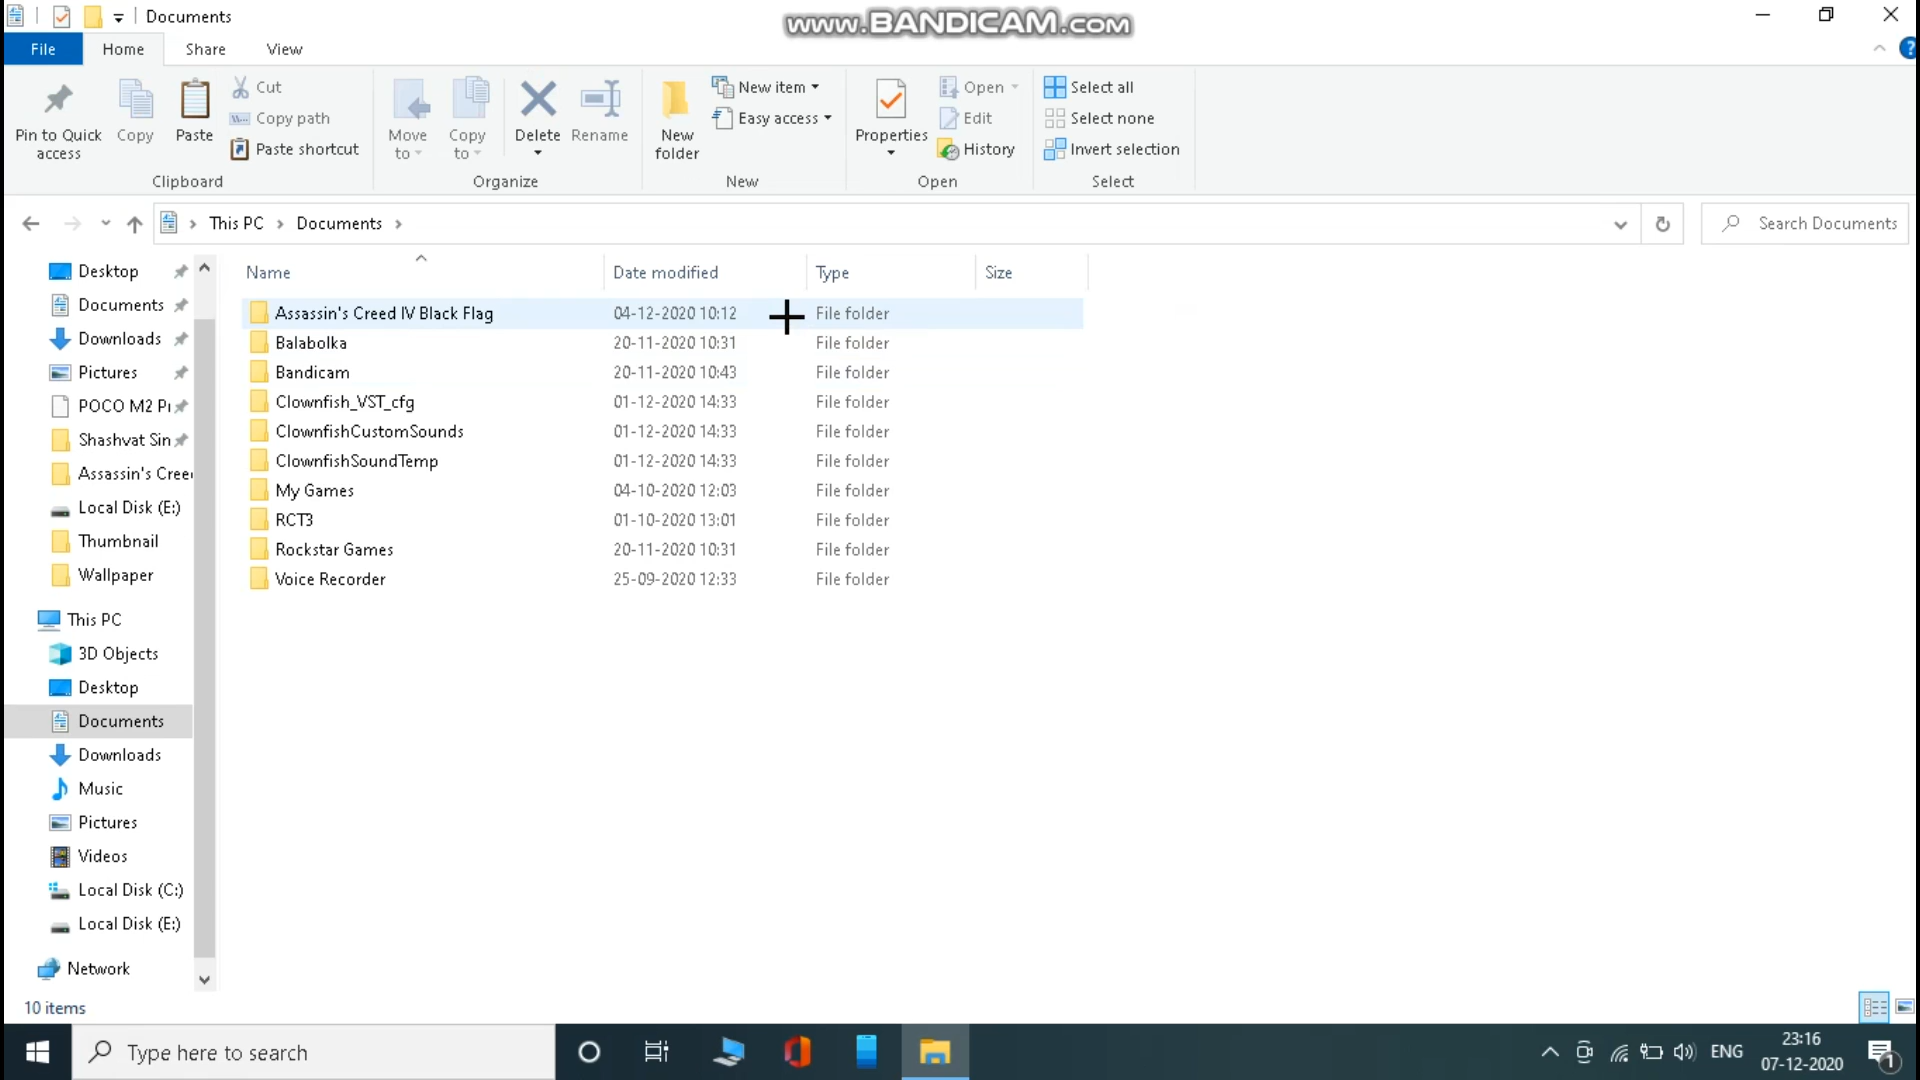 Documents
www.BANDICAM.com
File Home Share View
Pin to Quick access
Copy
Paste
Cut
Copy path
Paste shortcut
Clipboard
Move to
Copy to
Delete
Rename
Organize
New folder
New item
Easy access
New
Properties
Open
Edit
History
Open
Select all
Select none
Invert selection
Select
This PC > Documents >
Search Documents
Name Date modified Type Size
Assassin's Creed IV Black Flag 04-12-2020 10:12 File folder
Balabolka 20-11-2020 10:31 File folder
Bandicam 20-11-2020 10:43 File folder
Clownfish_VST_cfg 01-12-2020 14:33 File folder
ClownfishCustomSounds 01-12-2020 14:33 File folder
ClownfishSoundTemp 01-12-2020 14:33 File folder
My Games 04-10-2020 12:03 File folder
RCT3 01-10-2020 13:01 File folder
Rockstar Games 20-11-2020 10:31 File folder
Voice Recorder 25-09-2020 12:33 File folder
Desktop
Documents
Downloads
Pictures
POCO M2 Pr
Shashvat Sin
Assassin's Cree
Local Disk (E:)
Thumbnail
Wallpaper
This PC
3D Objects
Desktop
Documents
Downloads
Music
Pictures
Videos
Local Disk (C:)
Local Disk (E:)
Network
10 items
Type here to search
ENG
23:16
07-12-2020
1